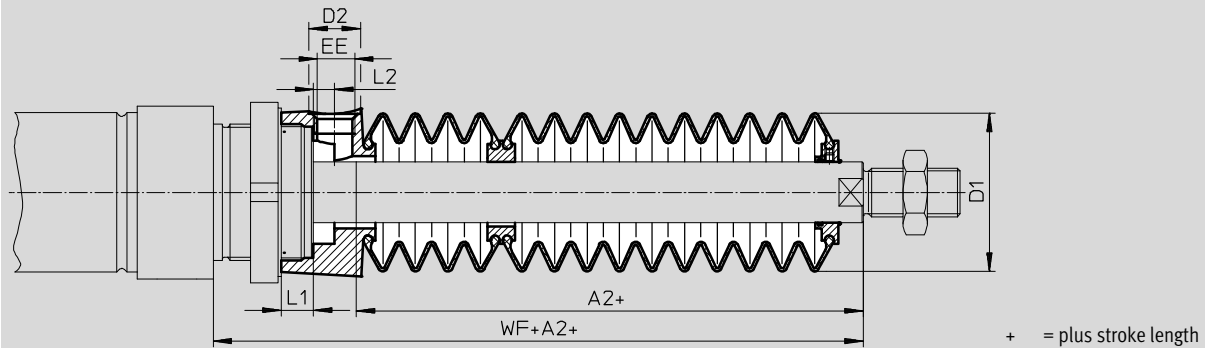 D2
EE
L2
D1
L1
A2+
WF+A2+
+ = plus stroke length